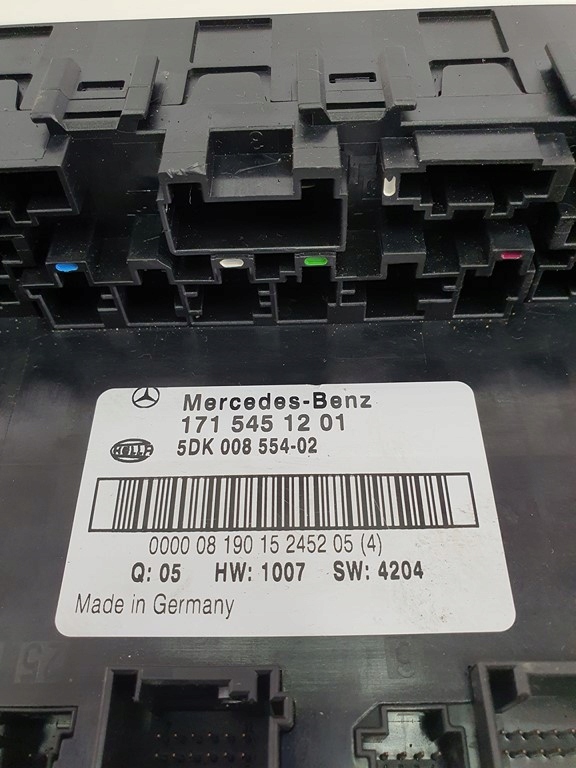 Mercedes-Benz
171 545 12 01
HELLA
5DK 008 554-02
0000 08 190 15 2452 05 (4)
Q: 05 HW: 1007 SW: 4204
Made in Germany